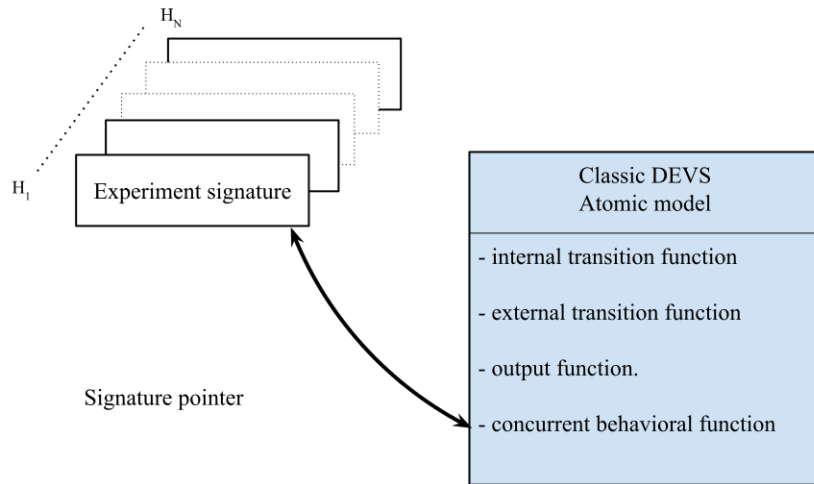 H_N
H_1
Experiment signature
Classic DEVS
Atomic model
- internal transition function
- external transition function
- output function.
- concurrent behavioral function
Signature pointer